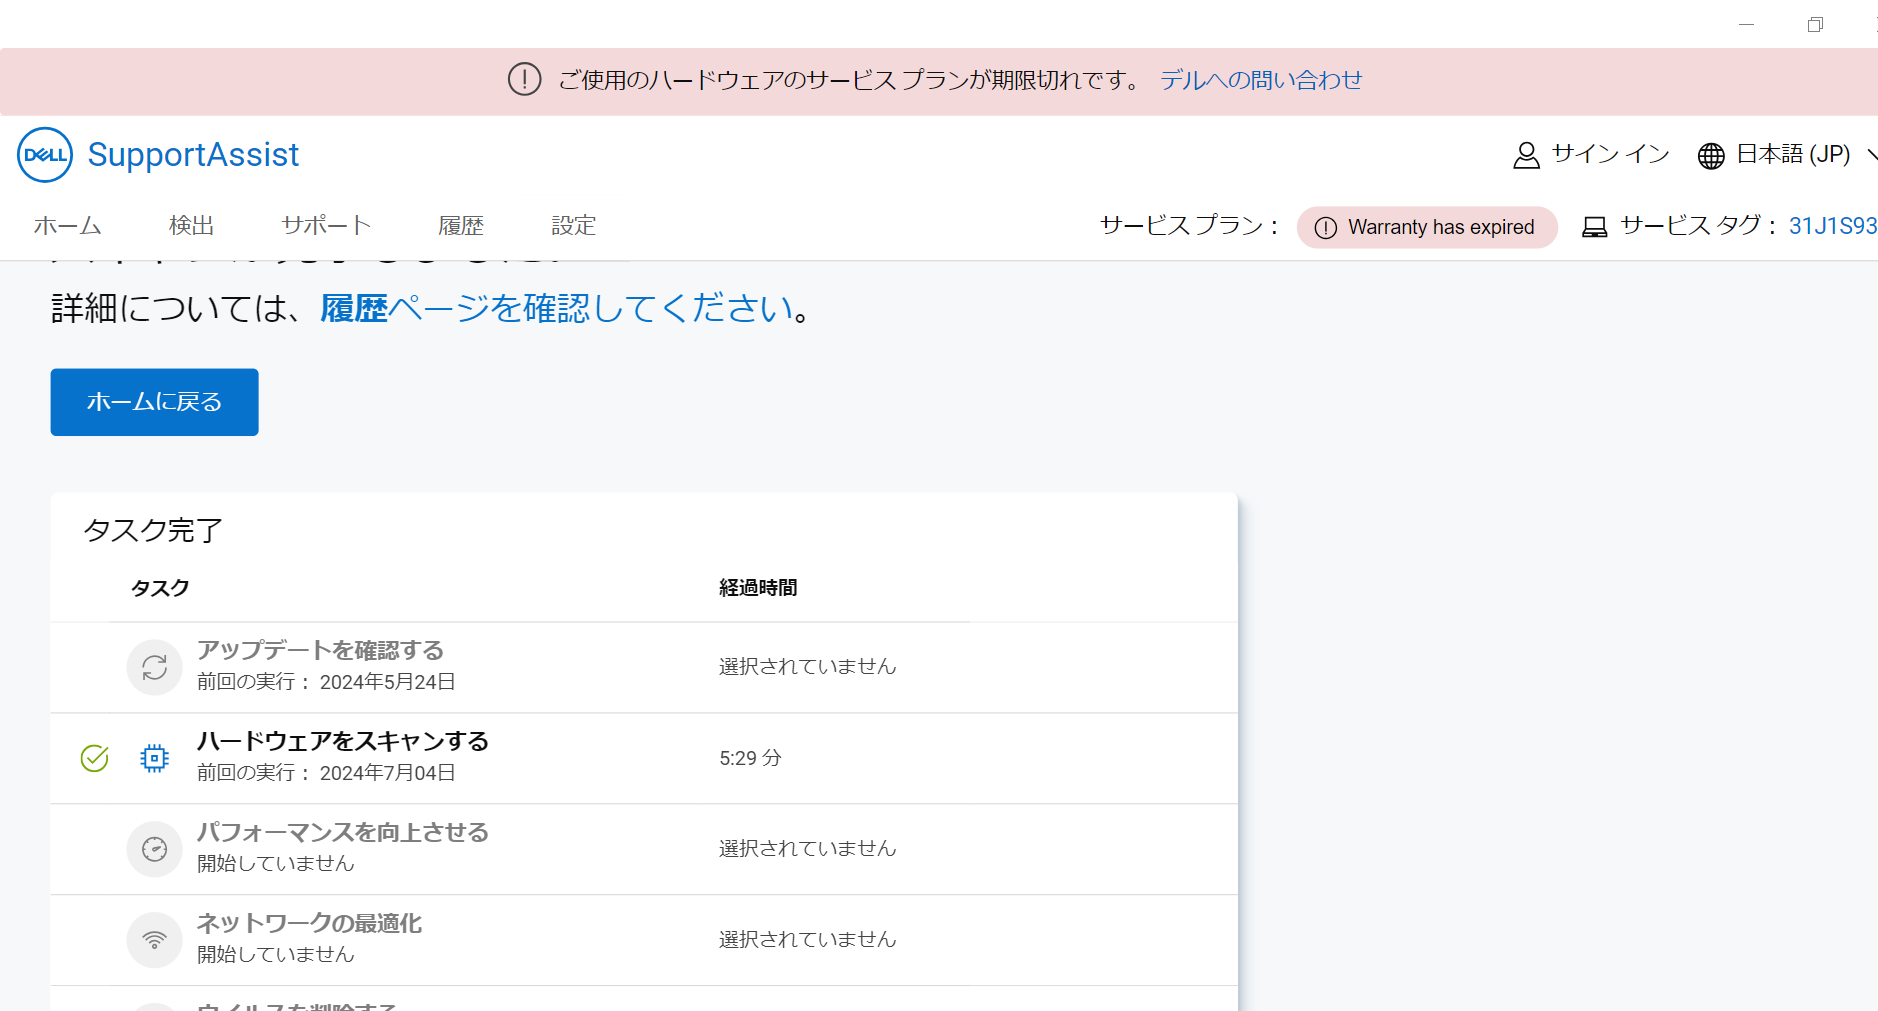 ご使用のハードウェアのサービス プランが期限切れです。 デルへの問い合わせ
DELL SupportAssist
サイン イン 日本語 (JP)
ホーム 検出 サポート 履歴 設定
サービス プラン： Warranty has expired サービス タグ： 31J1S93
詳細については、履歴ページを確認してください。
ホームに戻る
タスク完了
タスク 経過時間
アップデートを確認する
前回の実行： 2024年5月24日
選択されていません
ハードウェアをスキャンする
前回の実行： 2024年7月04日
5:29 分
パフォーマンスを向上させる
開始していません
選択されていません
ネットワークの最適化
開始していません
選択されていません